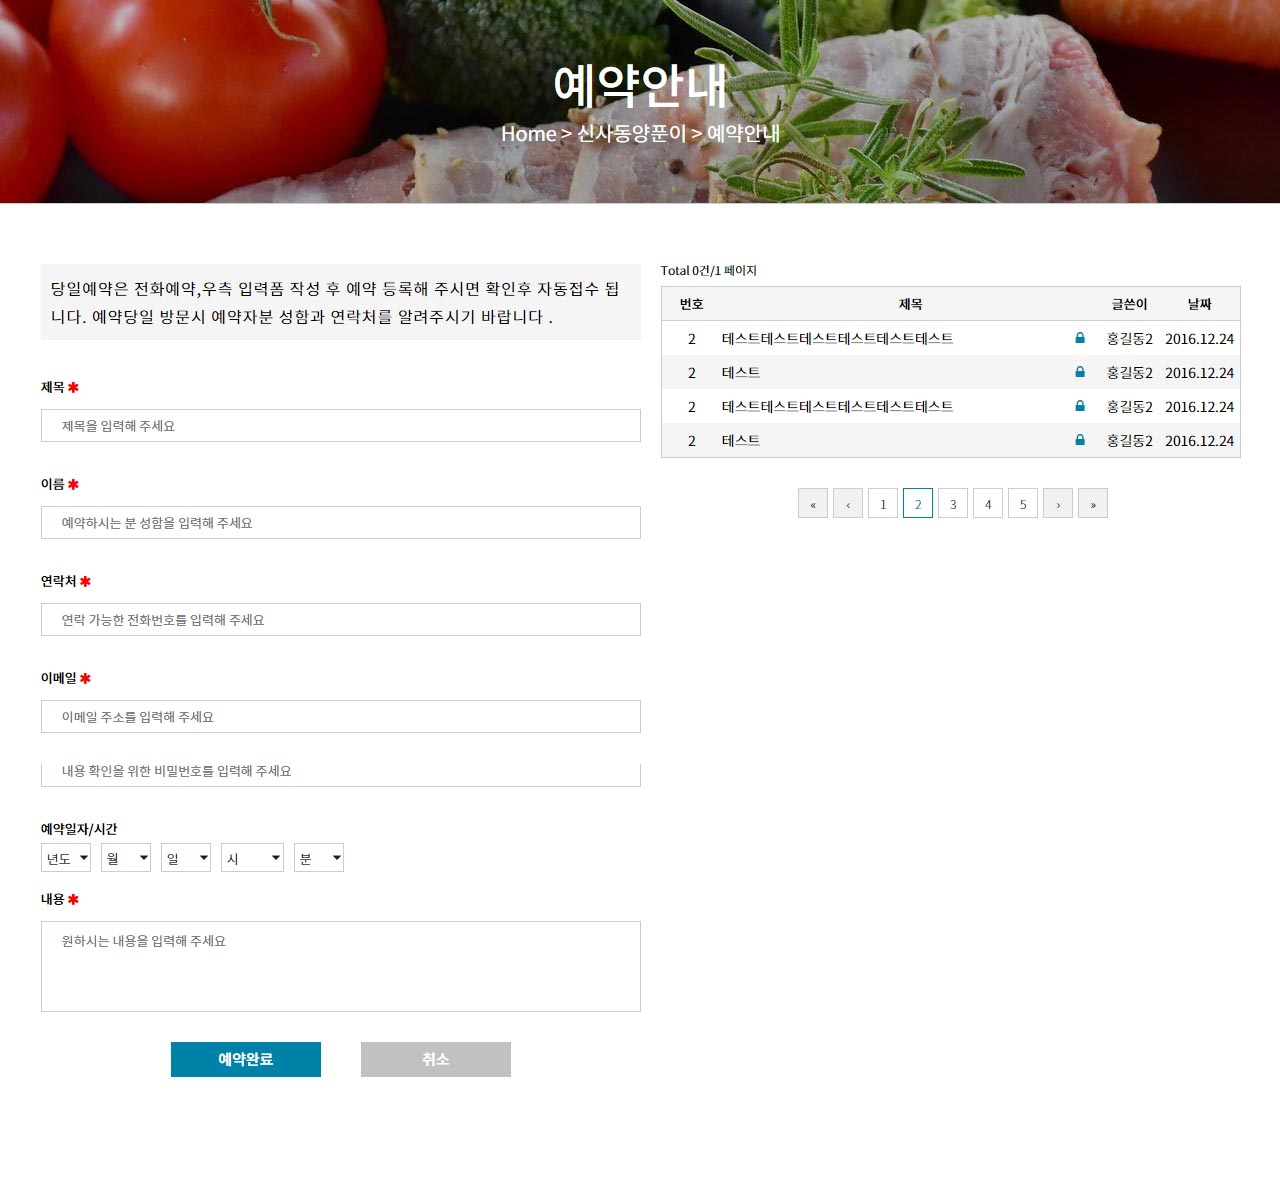 예약안내
Home > 신사동양푼이 > 예약안내
당일예약은 전화예약,우측 입력폼 작성 후 예약 등록해 주시면 확인후 자동접수 됩
니다. 예약당일 방문시 예약자분 성함과 연락처를 알려주시기 바랍니다 .
제목 ✱
제목을 입력해 주세요
이름 ✱
예약하시는 분 성함을 입력해 주세요
연락처 ✱
연락 가능한 전화번호를 입력해 주세요
이메일 ✱
이메일 주소를 입력해 주세요
내용 확인을 위한 비밀번호를 입력해 주세요
예약일자/시간
년도 월 일 시 분
내용 ✱
원하시는 내용을 입력해 주세요
예약완료 취소
Total 0건/1 페이지
번호 제목 글쓴이 날짜
2 테스트테스트테스트테스트테스트테스트 홍길동2 2016.12.24
2 테스트 홍길동2 2016.12.24
2 테스트테스트테스트테스트테스트테스트 홍길동2 2016.12.24
2 테스트 홍길동2 2016.12.24
« ‹ 1 2 3 4 5 › »